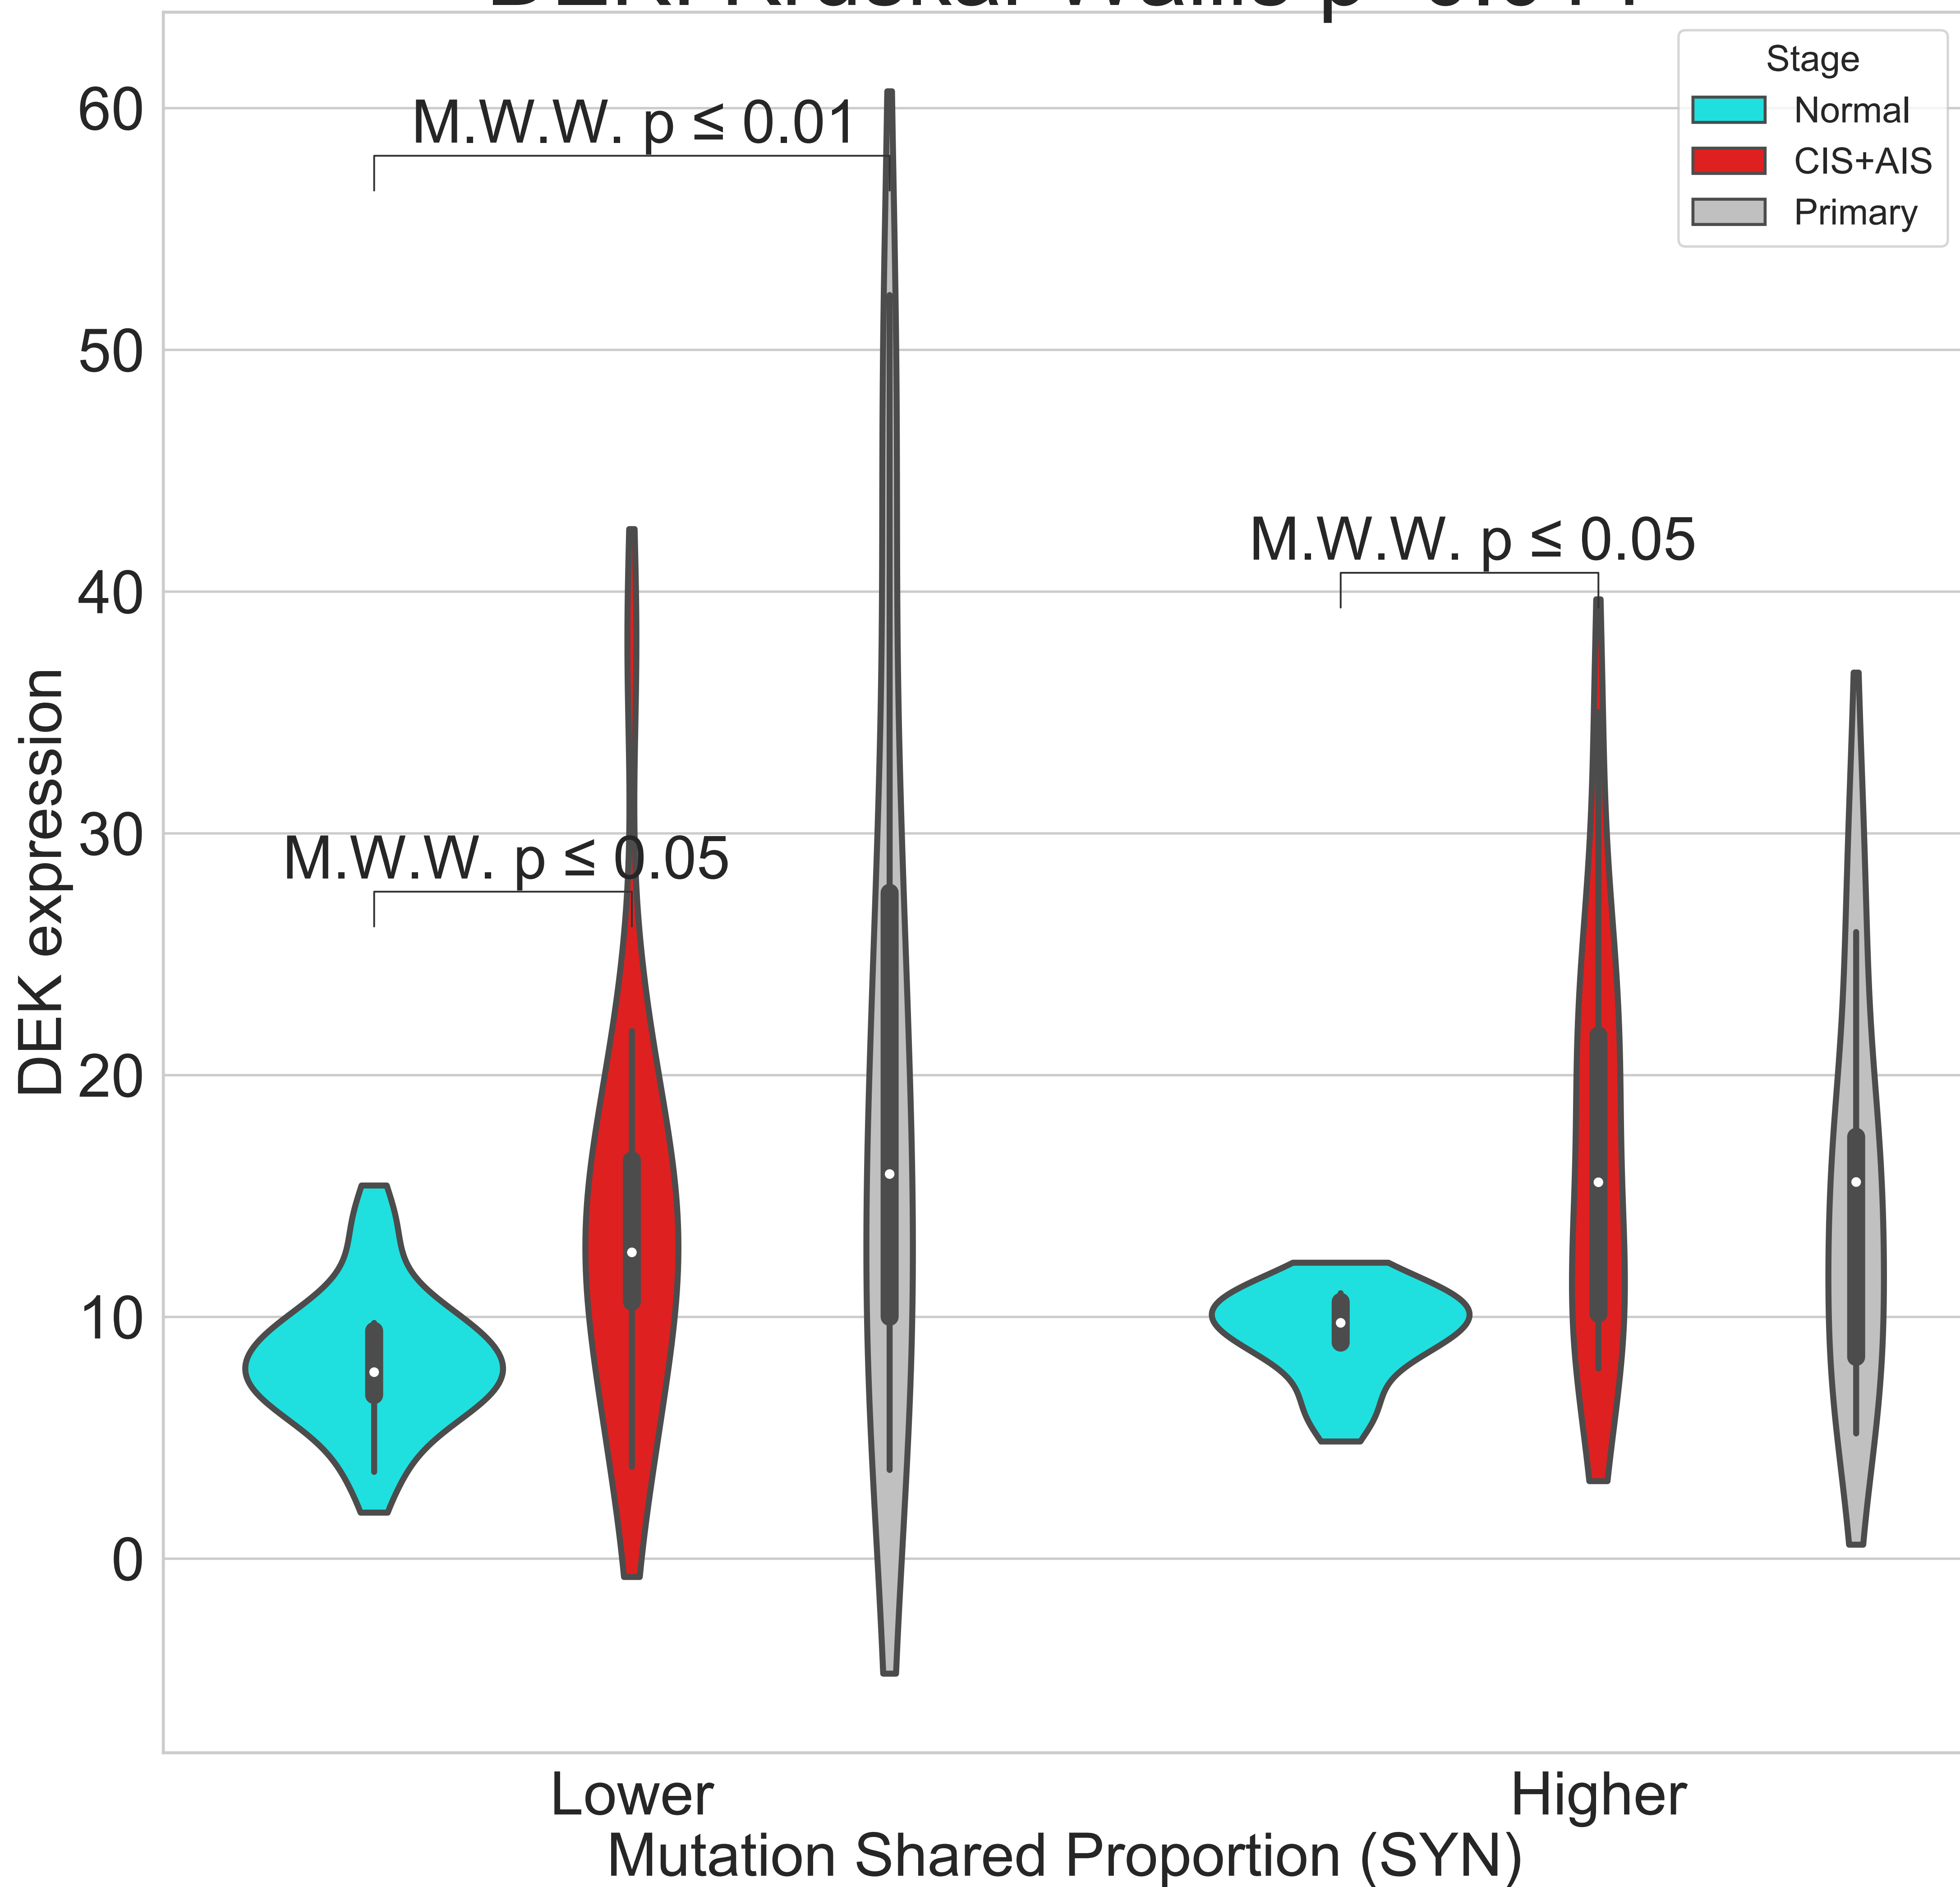 Stage
Normal
CIS+AIS
Primary
M.W.W. p ≤ 0.01
M.W.W. p ≤ 0.05
M.W.W. p ≤ 0.05
60
50
40
30
20
10
0
DEK expression
Lower
Higher
Mutation Shared Proportion (SYN)